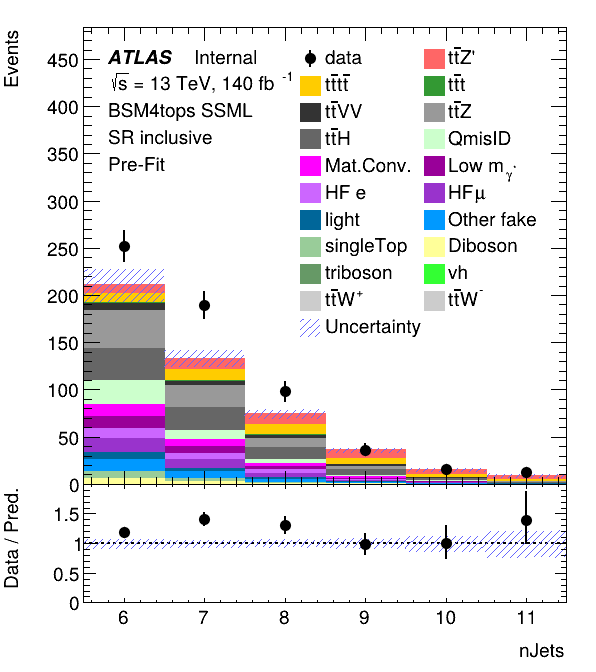 Events
450
400
350
300
250
200
150
100
50
0
ATLAS Internal
√s = 13 TeV, 140 fb⁻¹
BSM4tops SSML
SR inclusive
Pre-Fit
data
tt̄Z'
tt̄tt̄
tt̄t
tt̄VV
tt̄Z
tt̄H
QmisID
Mat.Conv.
Low m_γ*
HF e
HFμ
light
Other fake
singleTop
Diboson
triboson
vh
tt̄W⁺
tt̄W⁻
Uncertainty
Data / Pred.
1.5
1
0.5
0
6 7 8 9 10 11
nJets